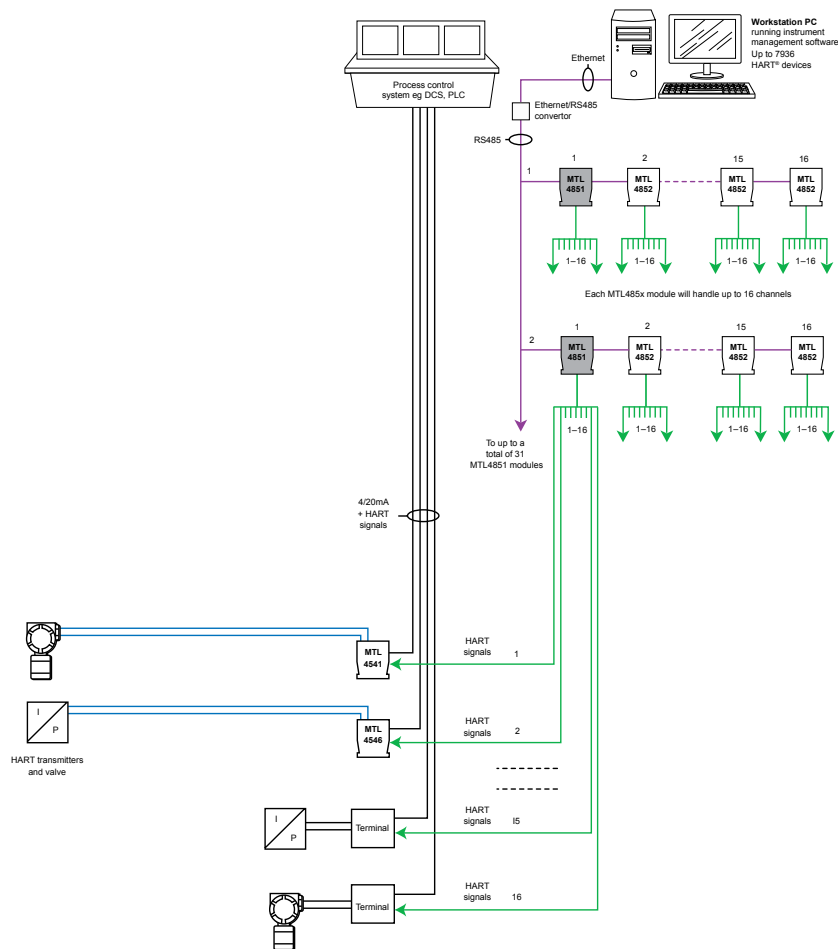 Workstation PC
running instrument
management software
Up to 7936
HART® devices
Ethernet
Process control
system eg DCS, PLC
Ethernet/RS485
convertor
RS485
1 2 15 16
1
MTL
4851
MTL
4852
MTL
4852
MTL
4852
1–16 1–16 1–16 1–16
Each MTL485x module will handle up to 16 channels
1 2 15 16
2
MTL
4851
MTL
4852
MTL
4852
MTL
4852
1–16 1–16 1–16 1–16
To up to a
total of 31
MTL4851 modules
4/20mA
+ HART
signals
MTL
4541
HART
signals 1
I
P
MTL
4546
HART
signals 2
HART transmitters
and valve
I
P
Terminal
HART
signals I5
Terminal
HART
signals 16